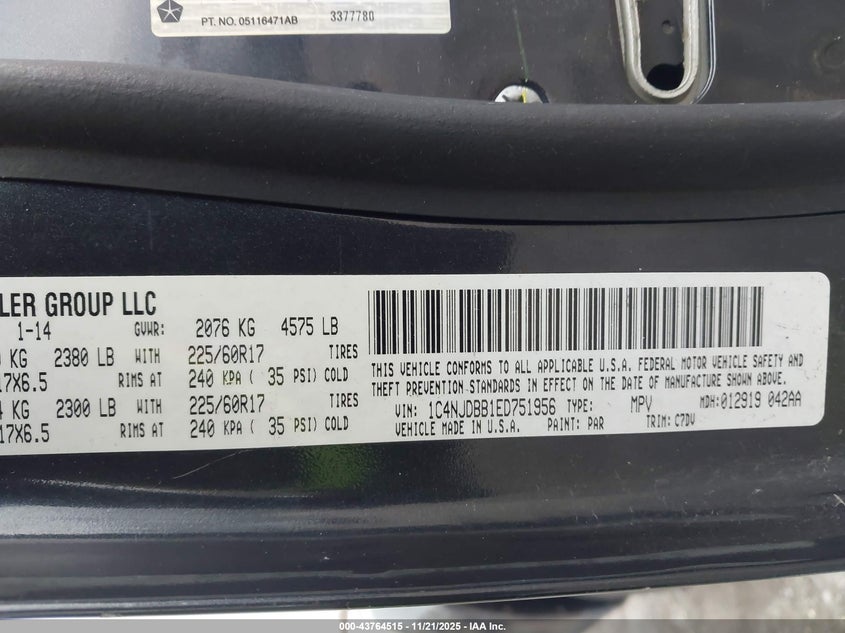 PT. NO. 05116471AB 3377780
LER GROUP LLC
1-14 GVWR: 2076 KG 4575 LB
KG 2380 LB WITH 225/60R17 TIRES
17X6.5 RIMS AT 240 KPA ( 35 PSI) COLD
KG 2300 LB WITH 225/60R17 TIRES
17X6.5 RIMS AT 240 KPA ( 35 PSI) COLD
THIS VEHICLE CONFORMS TO ALL APPLICABLE U.S.A. FEDERAL MOTOR VEHICLE SAFETY AND
THEFT PREVENTION STANDARDS IN EFFECT ON THE DATE OF MANUFACTURE SHOWN ABOVE.
VIN: 1C4NJDBB1ED751956 TYPE: MPV MDH:012919 042AA
VEHICLE MADE IN U.S.A. PAINT: PAR TRIM: C7DV
000-43764515 - 11/21/2025 - IAA Inc.